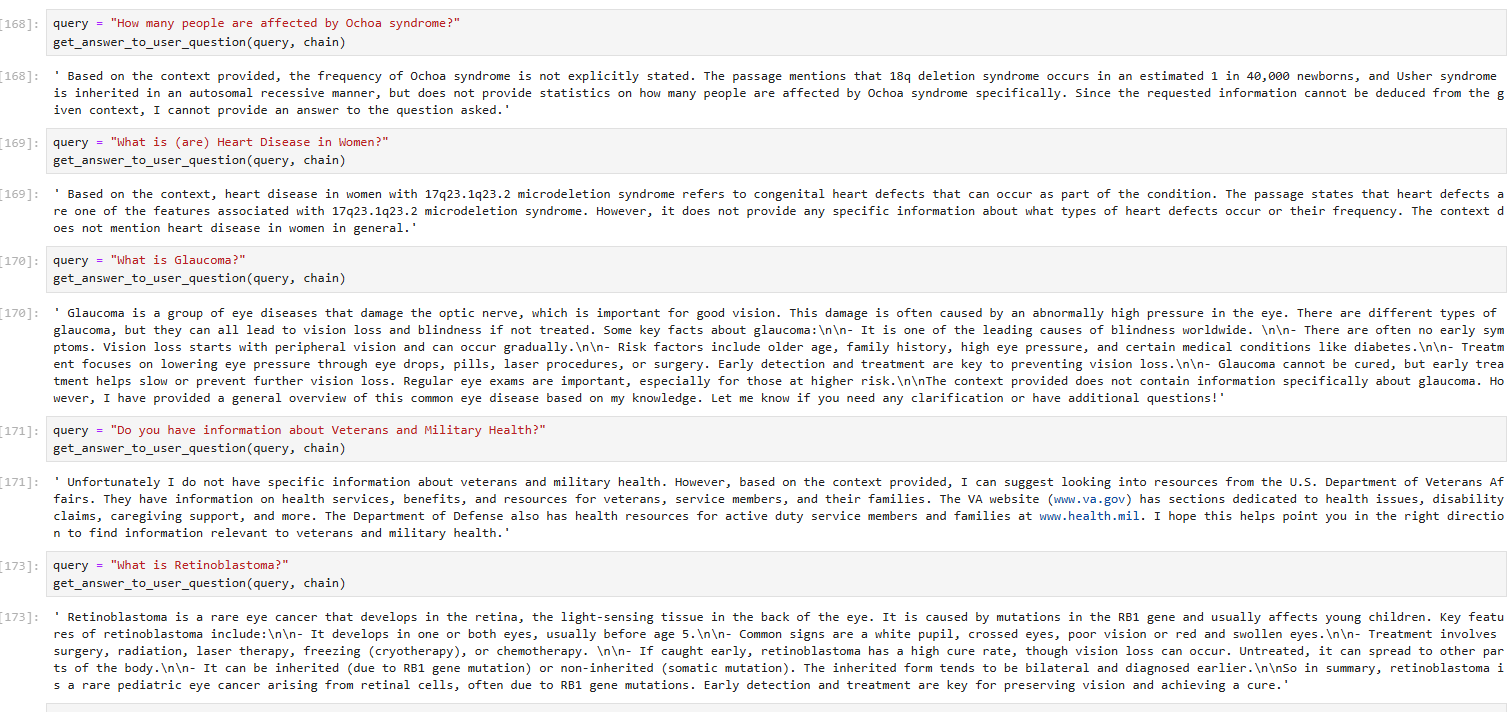 [168]: query = "How many people are affected by Ochoa syndrome?"
get_answer_to_user_question(query, chain)
[168]: ' Based on the context provided, the frequency of Ochoa syndrome is not explicitly stated. The passage mentions that 18q deletion syndrome occurs in an estimated 1 in 40,000 newborns, and Usher syndrome
is inherited in an autosomal recessive manner, but does not provide statistics on how many people are affected by Ochoa syndrome specifically. Since the requested information cannot be deduced from the g
iven context, I cannot provide an answer to the question asked.'
[169]: query = "What is (are) Heart Disease in Women?"
get_answer_to_user_question(query, chain)
[169]: ' Based on the context, heart disease in women with 17q23.1q23.2 microdeletion syndrome refers to congenital heart defects that can occur as part of the condition. The passage states that heart defects a
re one of the features associated with 17q23.1q23.2 microdeletion syndrome. However, it does not provide any specific information about what types of heart defects occur or their frequency. The context d
oes not mention heart disease in women in general.'
[170]: query = "What is Glaucoma?"
get_answer_to_user_question(query, chain)
[170]: ' Glaucoma is a group of eye diseases that damage the optic nerve, which is important for good vision. This damage is often caused by an abnormally high pressure in the eye. There are different types of
glaucoma, but they can all lead to vision loss and blindness if not treated. Some key facts about glaucoma:\n\n- It is one of the leading causes of blindness worldwide. \n\n- There are often no early sym
ptoms. Vision loss starts with peripheral vision and can occur gradually.\n\n- Risk factors include older age, family history, high eye pressure, and certain medical conditions like diabetes.\n\n- Treatm
ent focuses on lowering eye pressure through eye drops, pills, laser procedures, or surgery. Early detection and treatment are key to preventing vision loss.\n\n- Glaucoma cannot be cured, but early trea
tment helps slow or prevent further vision loss. Regular eye exams are important, especially for those at higher risk.\n\nThe context provided does not contain information specifically about glaucoma. Ho
wever, I have provided a general overview of this common eye disease based on my knowledge. Let me know if you need any clarification or have additional questions!'
[171]: query = "Do you have information about Veterans and Military Health?"
get_answer_to_user_question(query, chain)
[171]: ' Unfortunately I do not have specific information about veterans and military health. However, based on the context provided, I can suggest looking into resources from the U.S. Department of Veterans Af
fairs. They have information on health services, benefits, and resources for veterans, service members, and their families. The VA website (www.va.gov) has sections dedicated to health issues, disability
claims, caregiving support, and more. The Department of Defense also has health resources for active duty service members and families at www.health.mil. I hope this helps point you in the right directio
n to find information relevant to veterans and military health.'
[173]: query = "What is Retinoblastoma?"
get_answer_to_user_question(query, chain)
[173]: ' Retinoblastoma is a rare eye cancer that develops in the retina, the light-sensing tissue in the back of the eye. It is caused by mutations in the RB1 gene and usually affects young children. Key featu
res of retinoblastoma include:\n\n- It develops in one or both eyes, usually before age 5.\n\n- Common signs are a white pupil, crossed eyes, poor vision or red and swollen eyes.\n\n- Treatment involves
surgery, radiation, laser therapy, freezing (cryotherapy), or chemotherapy. \n\n- If caught early, retinoblastoma has a high cure rate, though vision loss can occur. Untreated, it can spread to other par
ts of the body.\n\n- It can be inherited (due to RB1 gene mutation) or non-inherited (somatic mutation). The inherited form tends to be bilateral and diagnosed earlier.\n\nSo in summary, retinoblastoma i
s a rare pediatric eye cancer arising from retinal cells, often due to RB1 gene mutations. Early detection and treatment are key for preserving vision and achieving a cure.'